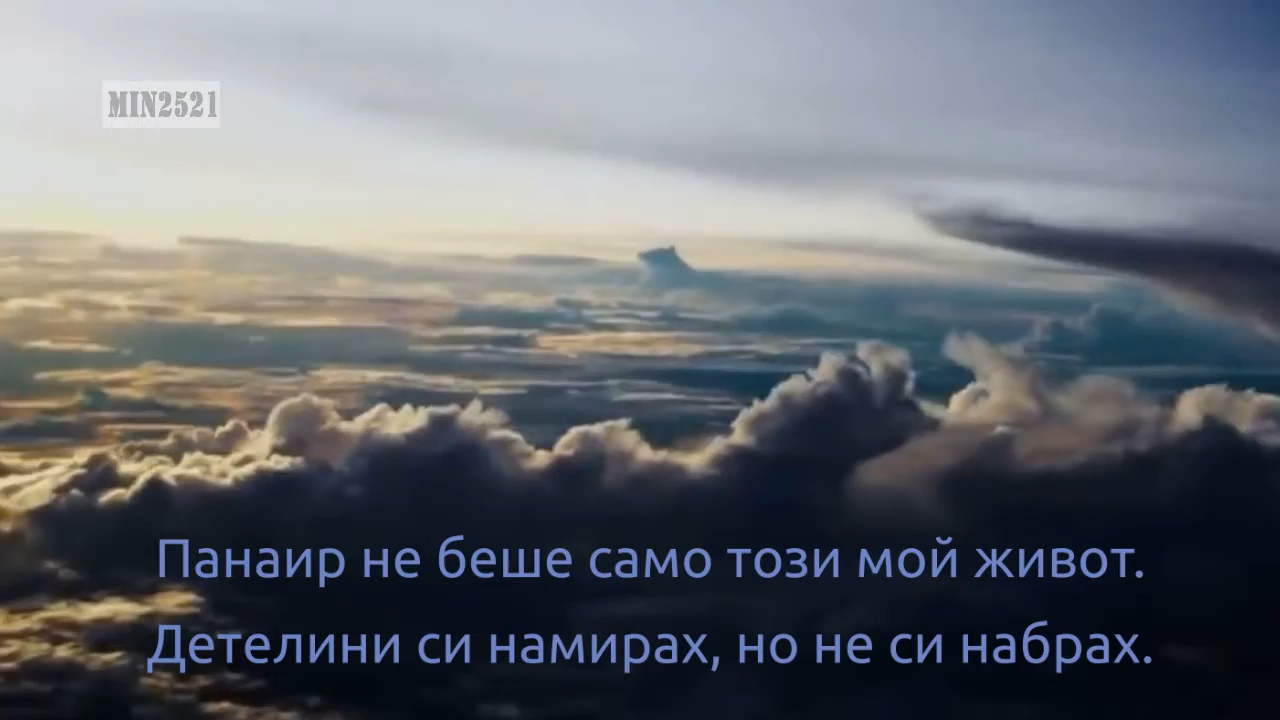 MIN2521
Панаир не беше само този мой живот.
Детелини си намирах, но не си набрах.